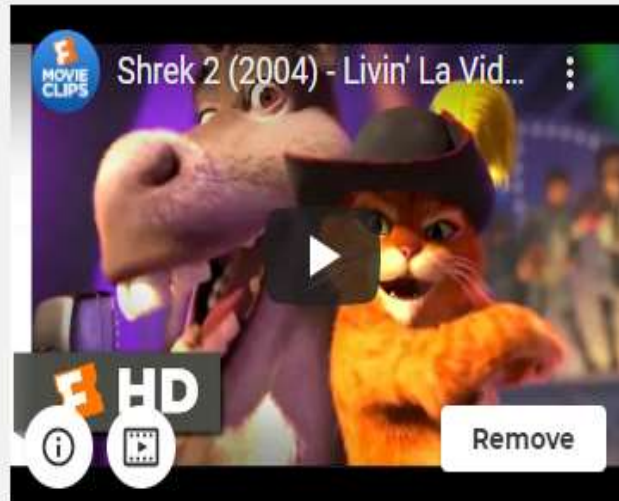 MOVIE
CLIPS
Shrek 2 (2004) - Livin' La Vid...
HD
Remove